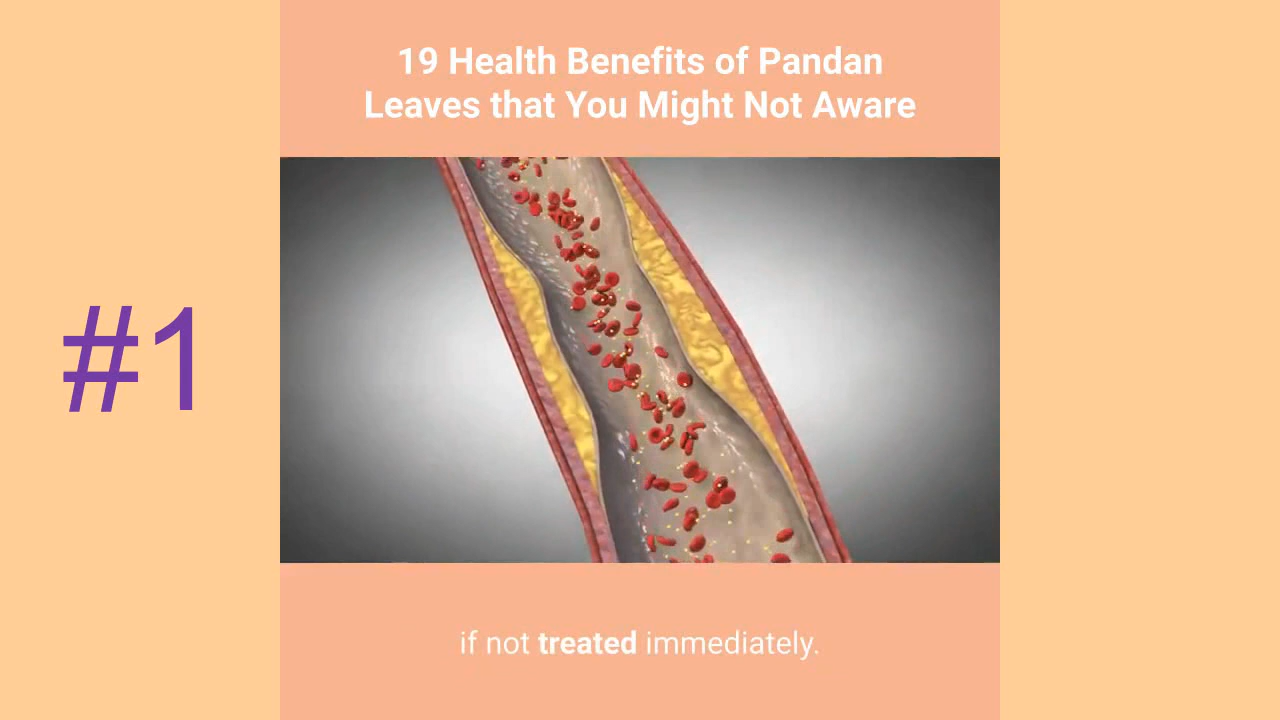 19 Health Benefits of Pandan
Leaves that You Might Not Aware
#1
if not treated immediately.